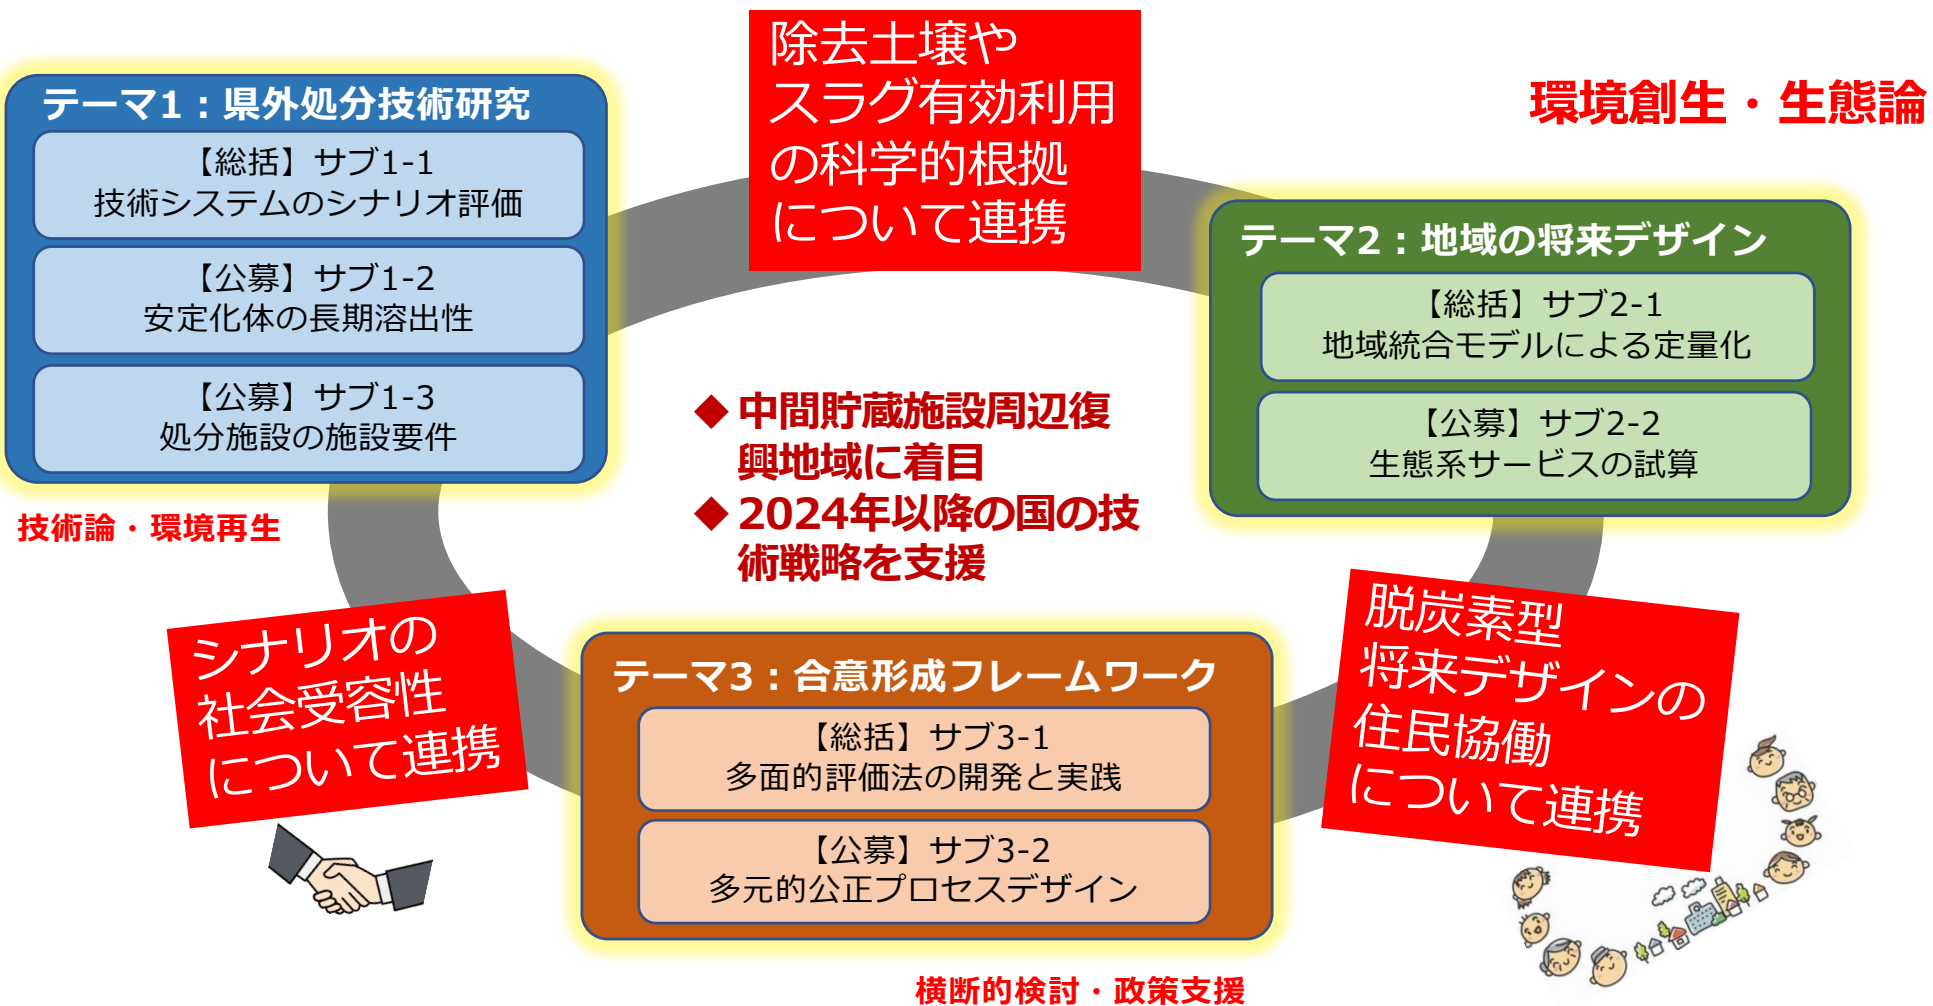 除去土壌や
スラグ有効利用
の科学的根拠
について連携
環境創生・生態論
テーマ1：県外処分技術研究
【総括】サブ1-1
技術システムのシナリオ評価
【公募】サブ1-2
安定化体の長期溶出性
【公募】サブ1-3
処分施設の施設要件
技術論・環境再生
テーマ2：地域の将来デザイン
【総括】サブ2-1
地域統合モデルによる定量化
【公募】サブ2-2
生態系サービスの試算
◆中間貯蔵施設周辺復
興地域に着目
◆2024年以降の国の技
術戦略を支援
シナリオの
社会受容性
について連携
テーマ3：合意形成フレームワーク
【総括】サブ3-1
多面的評価法の開発と実践
【公募】サブ3-2
多元的公正プロセスデザイン
脱炭素型
将来デザインの
住民協働
について連携
横断的検討・政策支援